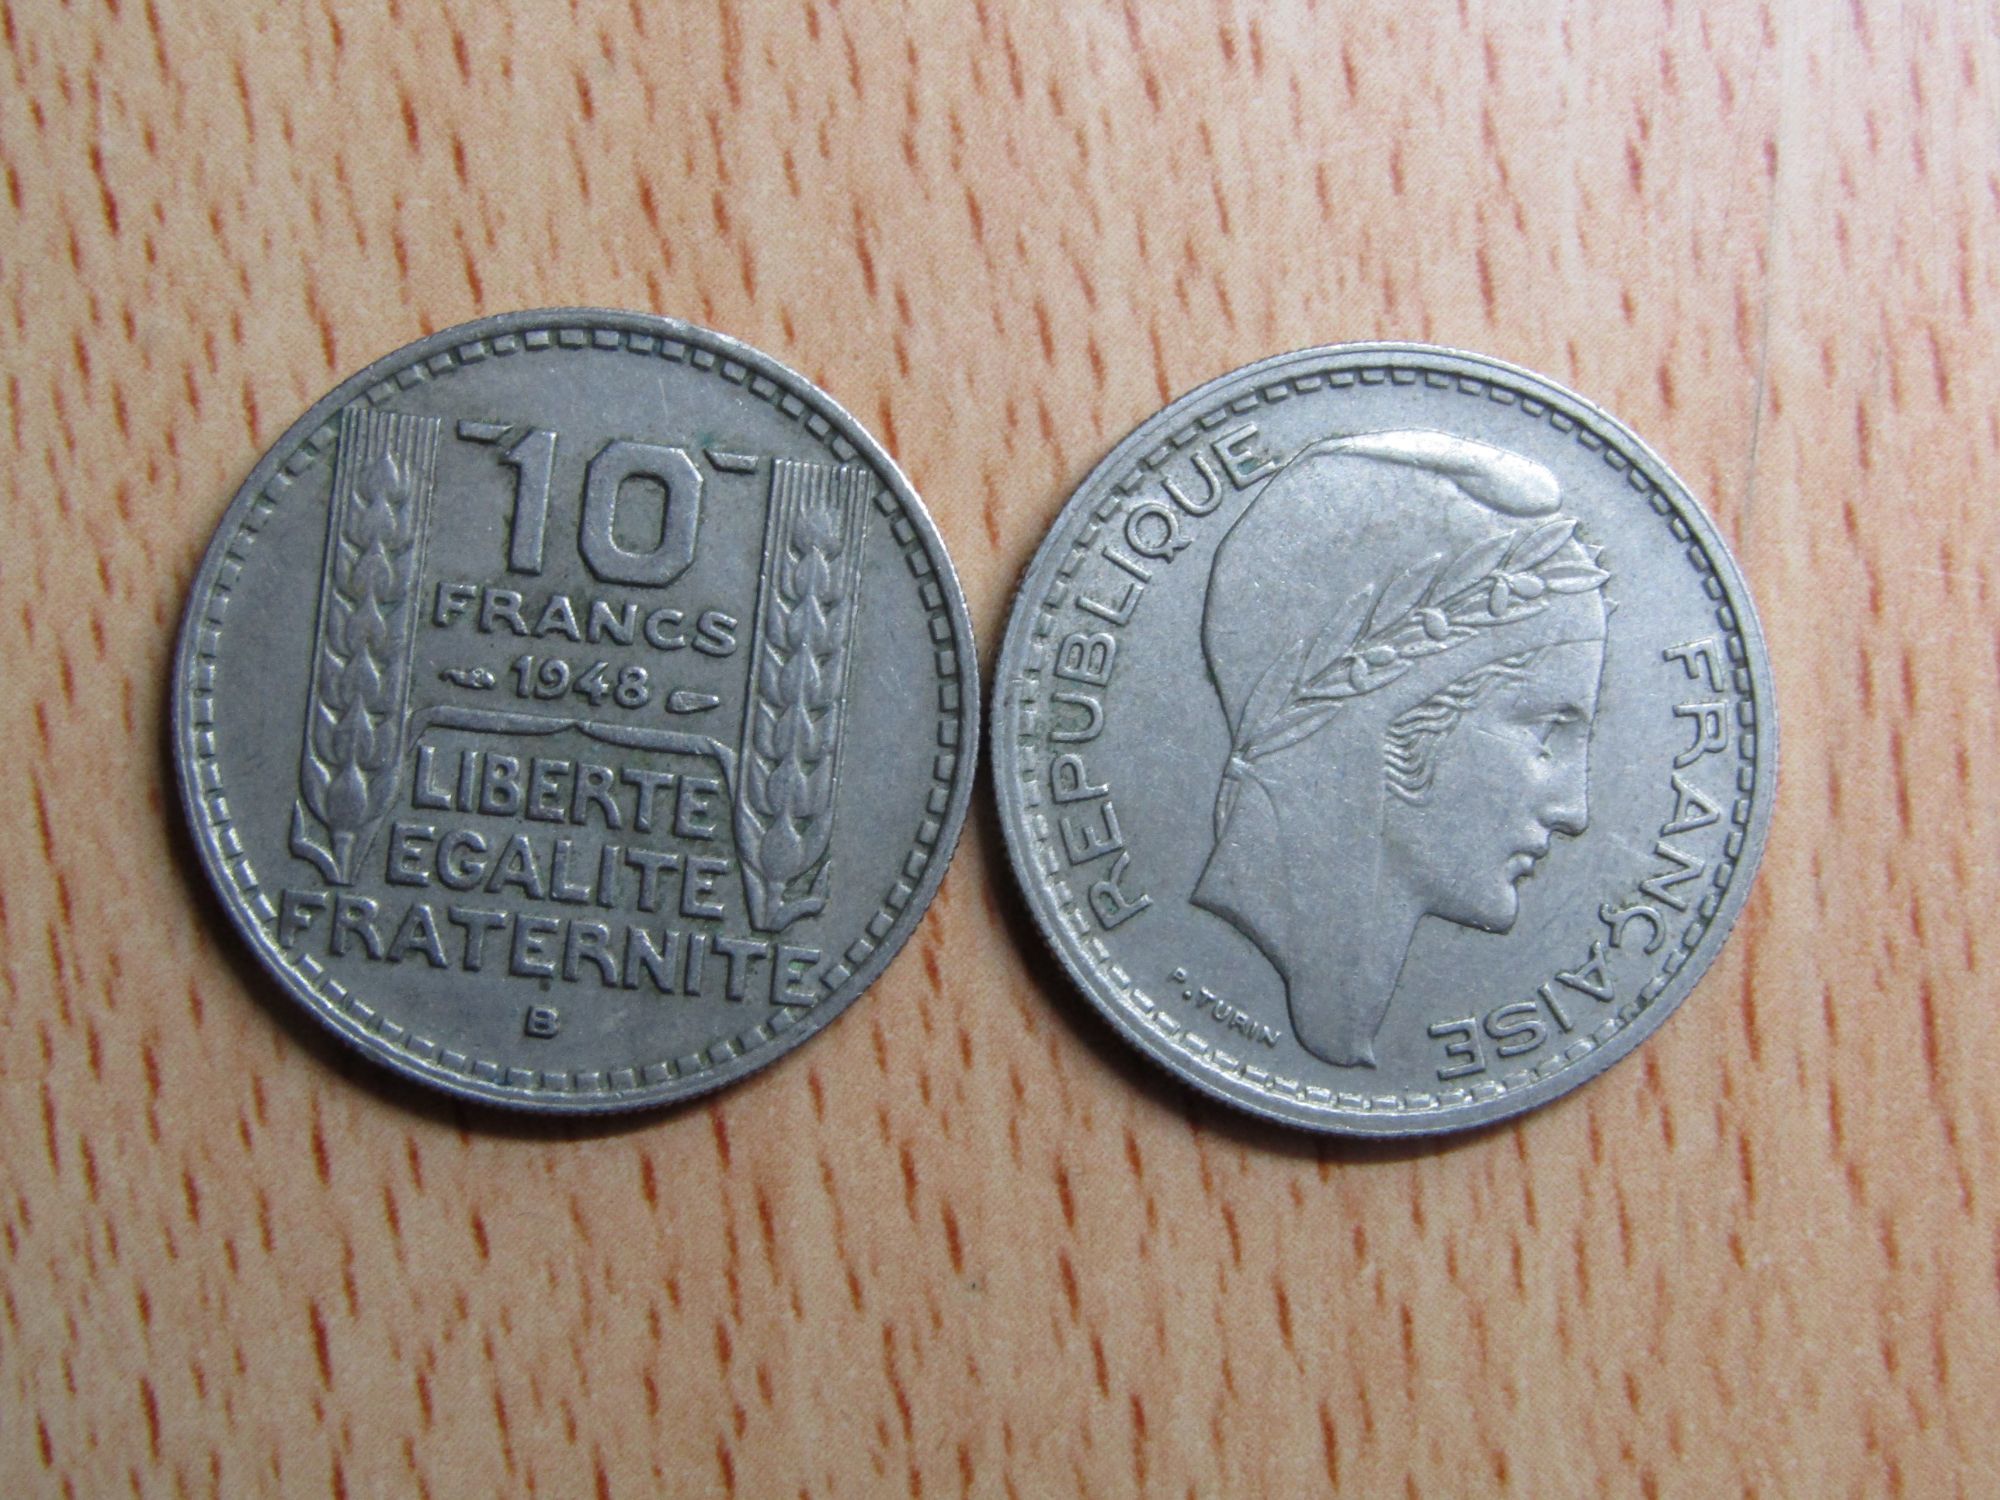 10
FRANCS
1948
LIBERTE
EGALITE
FRATERNITE
B
REPUBLIQUE
FRANÇAISE
P. TURIN